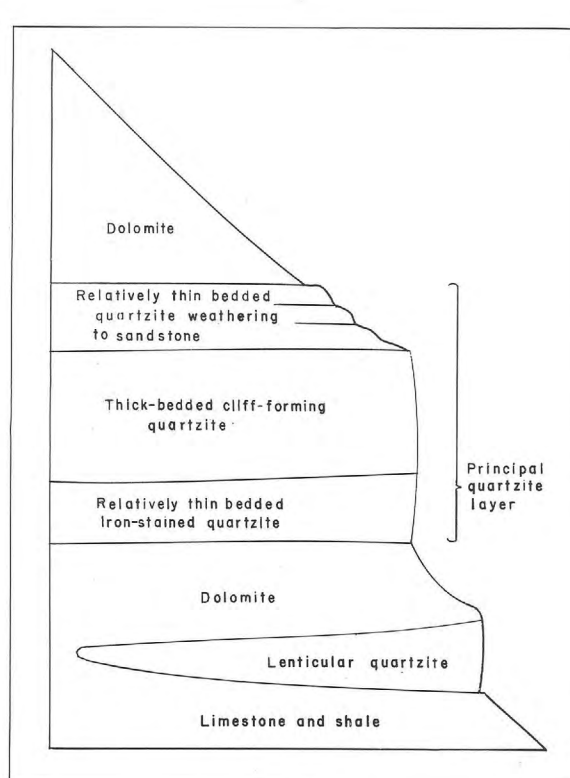 Dolomite
Relatively thin bedded
quartzite weathering
to sandstone
Thick-bedded cliff-forming
quartzite
Principal
quartzite
layer
Relatively thin bedded
Iron-stained quartzite
Dolomite
Lenticular quartzite
Limestone and shale